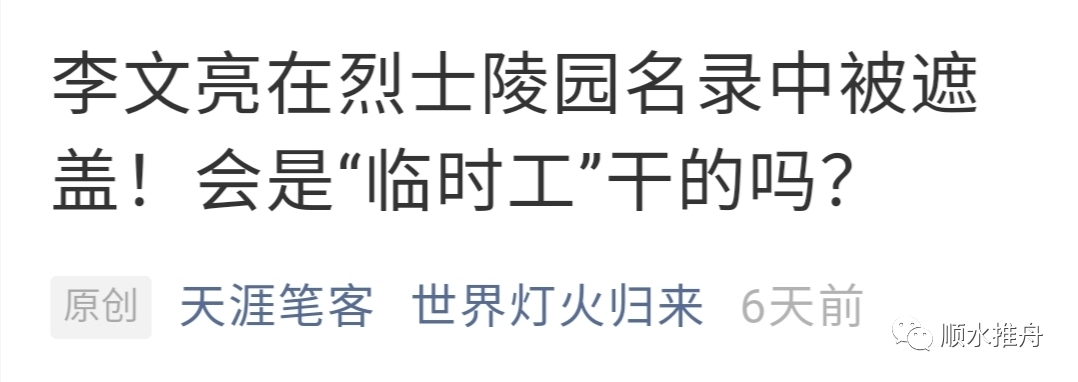 李文亮在烈士陵园名录中被遮
盖！会是“临时工”干的吗？
原创 天涯笔客 世界灯火归来 6天前
顺水推舟